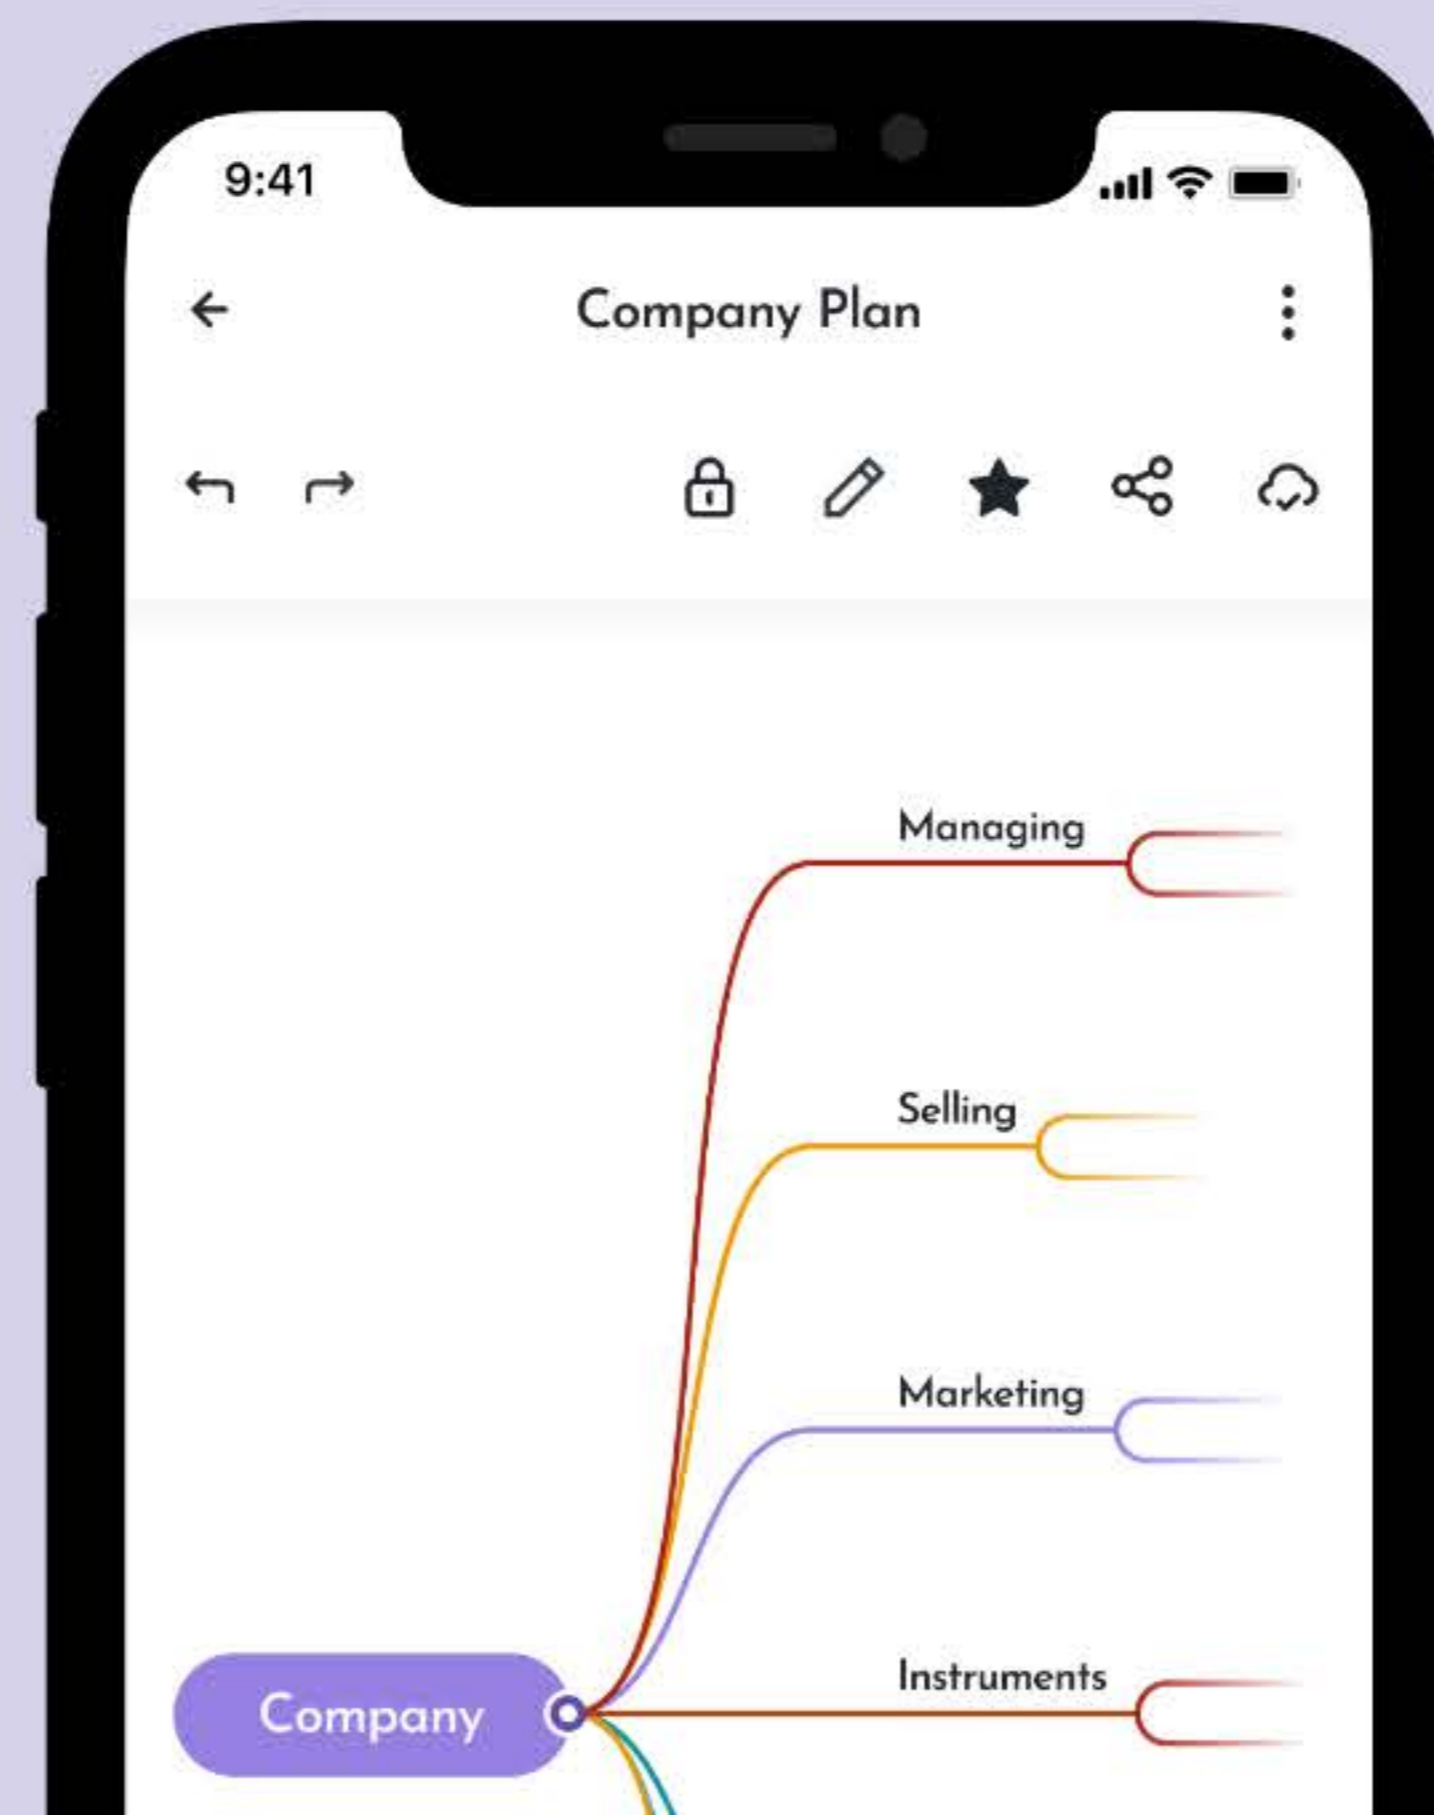 9:41
Company Plan
Managing
Selling
Marketing
Instruments
Company